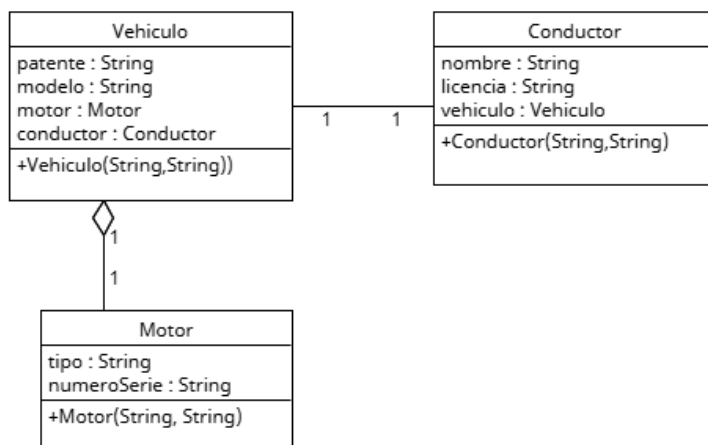 Vehiculo
patente : String
modelo : String
motor : Motor
conductor : Conductor
+Vehiculo(String,String))
Conductor
nombre : String
licencia : String
vehiculo : Vehiculo
+Conductor(String,String)
1
1
1
1
Motor
tipo : String
numeroSerie : String
+Motor(String, String)